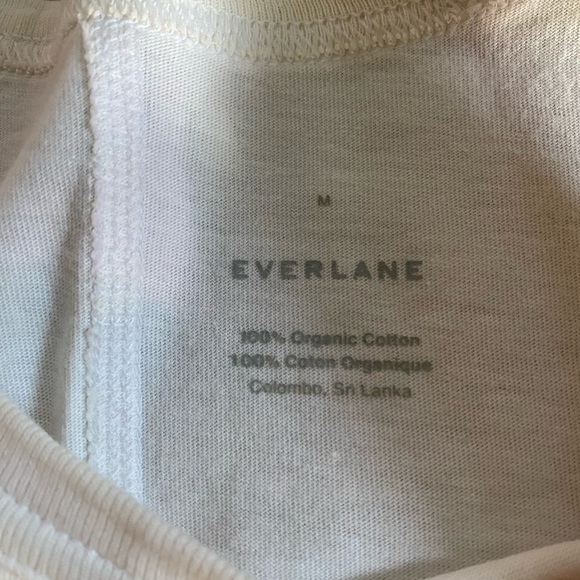 M
EVERLANE
100% Organic Cotton
100% Coton Organique
Colombo, Sri Lanka